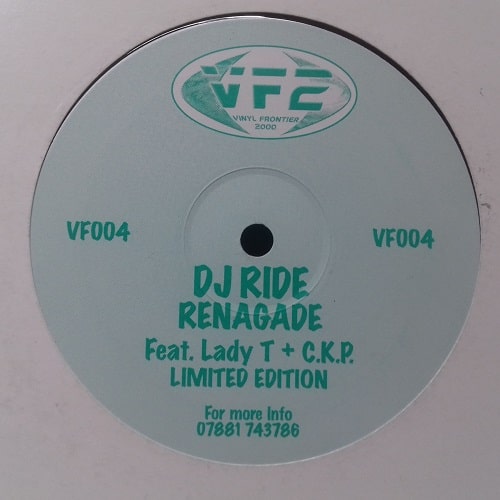 VF2
VINYL FRONTIER
2000
VF004
VF004
DJ RIDE
RENAGADE
Feat. Lady T + C.K.P.
LIMITED EDITION
For more Info
07881 743786